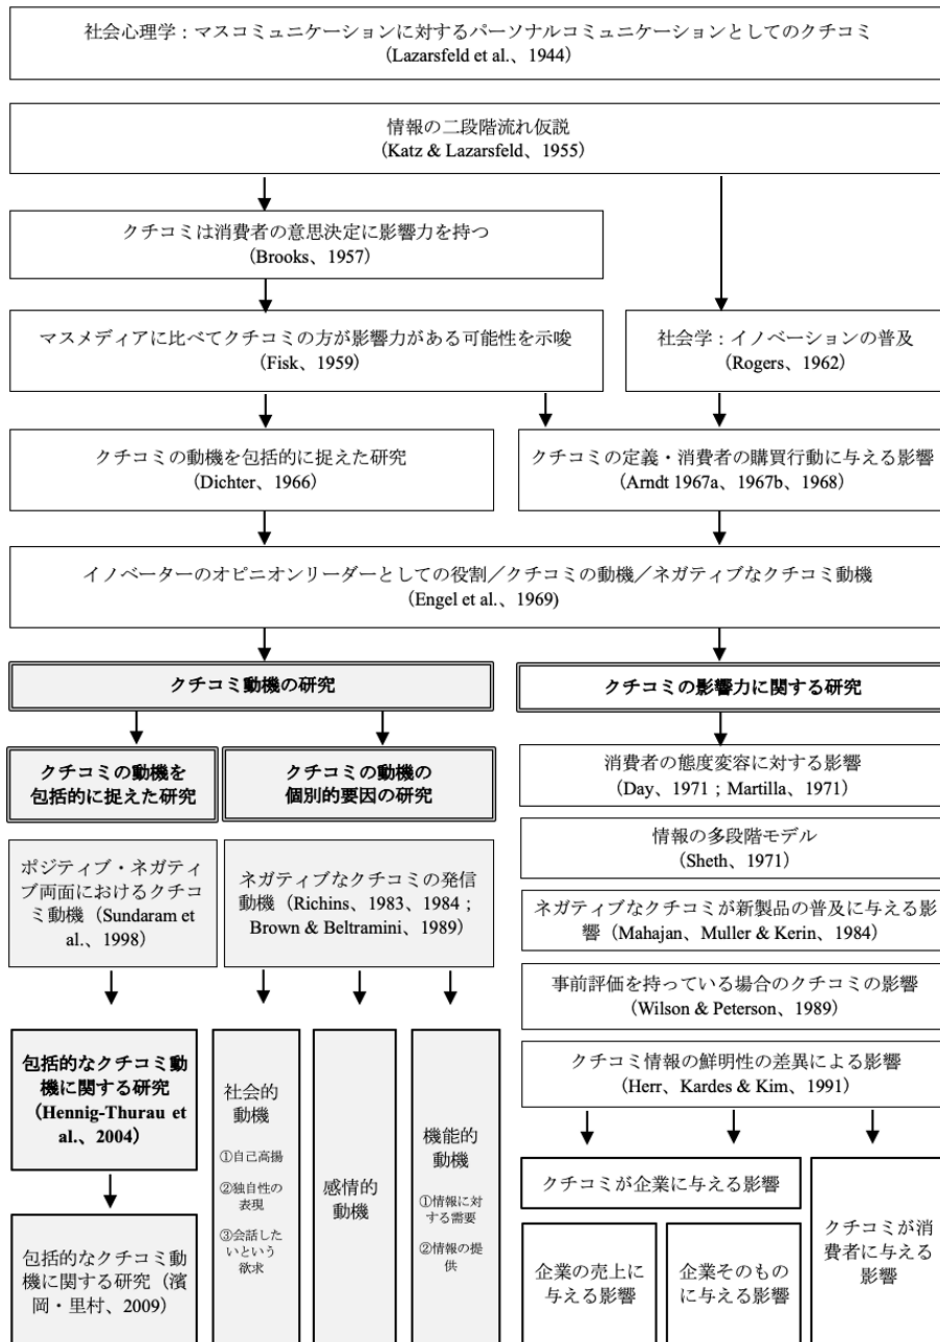 社会心理学：マスコミュニケーションに対するパーソナルコミュニケーションとしてのクチコミ
（Lazarsfeld et al.、1944）
情報の二段階流れ仮説
（Katz & Lazarsfeld、1955）
クチコミは消費者の意思決定に影響力を持つ
（Brooks、1957）
マスメディアに比べてクチコミの方が影響力がある可能性を示唆
（Fisk、1959）
社会学：イノベーションの普及
（Rogers、1962）
クチコミの動機を包括的に捉えた研究
（Dichter、1966）
クチコミの定義・消費者の購買行動に与える影響
（Arndt 1967a、1967b、1968）
イノベーターのオピニオンリーダーとしての役割／クチコミの動機／ネガティブなクチコミ動機
（Engel et al.、1969)
クチコミ動機の研究
クチコミの動機を
包括的に捉えた研究
クチコミの動機の
個別的要因の研究
ポジティブ・ネガティ
ブ両面におけるクチコ
ミ動機（Sundaram et
al.、1998）
ネガティブなクチコミの発信
動機（Richins、1983、1984；
Brown & Beltramini、1989）
包括的なクチコミ動
機に関する研究
（Hennig-Thurau et
al.、2004）
包括的なクチコミ動
機に関する研究（濱
岡・里村、2009）
社会的
動機
①自己高揚
②独自性の
表現
③会話した
いという
欲求
感情的
動機
機能的
動機
①情報に対
する需要
②情報の提
供
クチコミの影響力に関する研究
消費者の態度変容に対する影響
（Day、1971；Martilla、1971）
情報の多段階モデル
（Sheth、1971）
ネガティブなクチコミが新製品の普及に与える影
響（Mahajan、Muller & Kerin、1984）
事前評価を持っている場合のクチコミの影響
（Wilson & Peterson、1989）
クチコミ情報の鮮明性の差異による影響
（Herr、Kardes & Kim、1991）
クチコミが企業に与える影響
企業の売上に
与える影響
企業そのもの
に与える影響
クチコミが消
費者に与える
影響